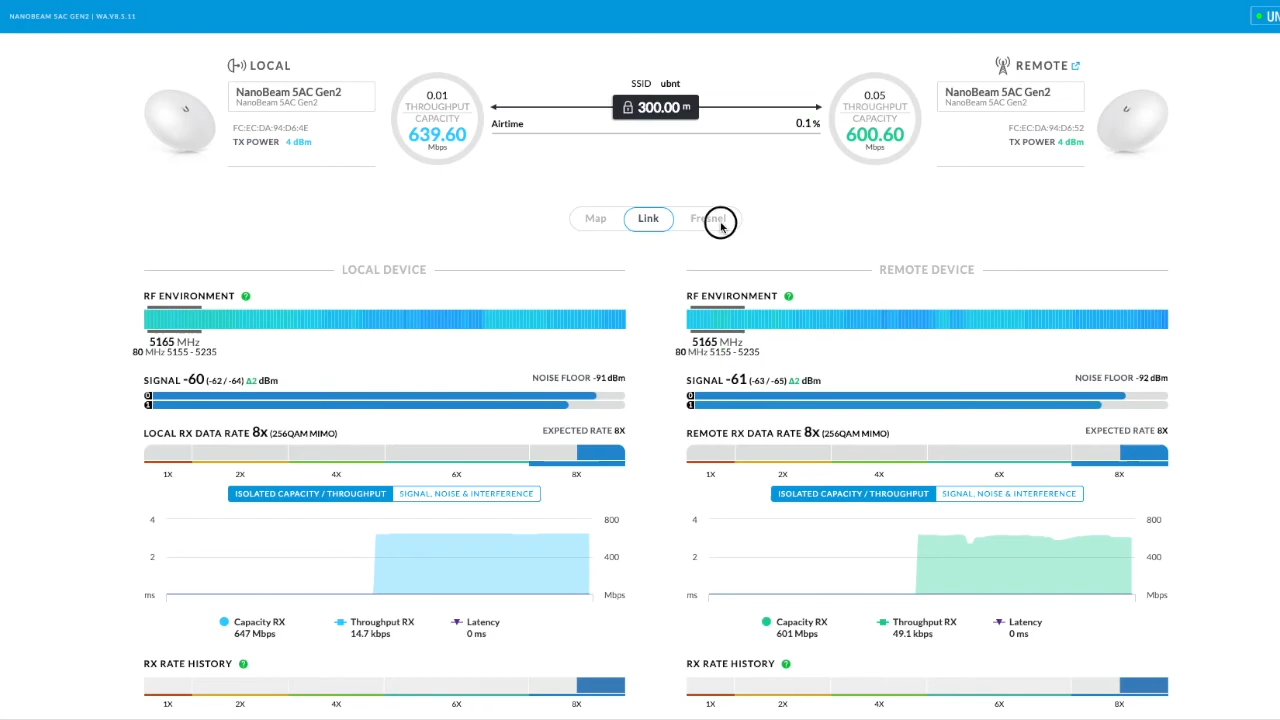 NANOBEAM 5AC GEN2 | WA.V8.5.11
UN
LOCAL
NanoBeam 5AC Gen2
NanoBeam 5AC Gen2
FC:EC:DA:94:D6:4E
TX POWER 4 dBm
0.01
THROUGHPUT
CAPACITY
639.60
Mbps
SSID ubnt
300.00 m
Airtime 0.1 %
0.05
THROUGHPUT
CAPACITY
600.60
Mbps
REMOTE
NanoBeam 5AC Gen2
NanoBeam 5AC Gen2
FC:EC:DA:94:D6:52
TX POWER 4 dBm
Map Link Fresnel
LOCAL DEVICE
RF ENVIRONMENT ?
5165 MHz
80 MHz 5155 - 5235
SIGNAL -60 (-62 / -64) Δ2 dBm NOISE FLOOR -91 dBm
0
1
LOCAL RX DATA RATE 8X (256QAM MIMO) EXPECTED RATE 8X
1X 2X 4X 6X 8X
ISOLATED CAPACITY / THROUGHPUT SIGNAL, NOISE & INTERFERENCE
4 800
2 400
ms Mbps
Capacity RX Throughput RX Latency
647 Mbps 14.7 kbps 0 ms
RX RATE HISTORY ?
1X 2X 4X 6X 8X
REMOTE DEVICE
RF ENVIRONMENT ?
5165 MHz
80 MHz 5155 - 5235
SIGNAL -61 (-63 / -65) Δ2 dBm NOISE FLOOR -92 dBm
0
1
REMOTE RX DATA RATE 8X (256QAM MIMO) EXPECTED RATE 8X
1X 2X 4X 6X 8X
ISOLATED CAPACITY / THROUGHPUT SIGNAL, NOISE & INTERFERENCE
4 800
2 400
ms Mbps
Capacity RX Throughput RX Latency
601 Mbps 49.1 kbps 0 ms
RX RATE HISTORY ?
1X 2X 4X 6X 8X